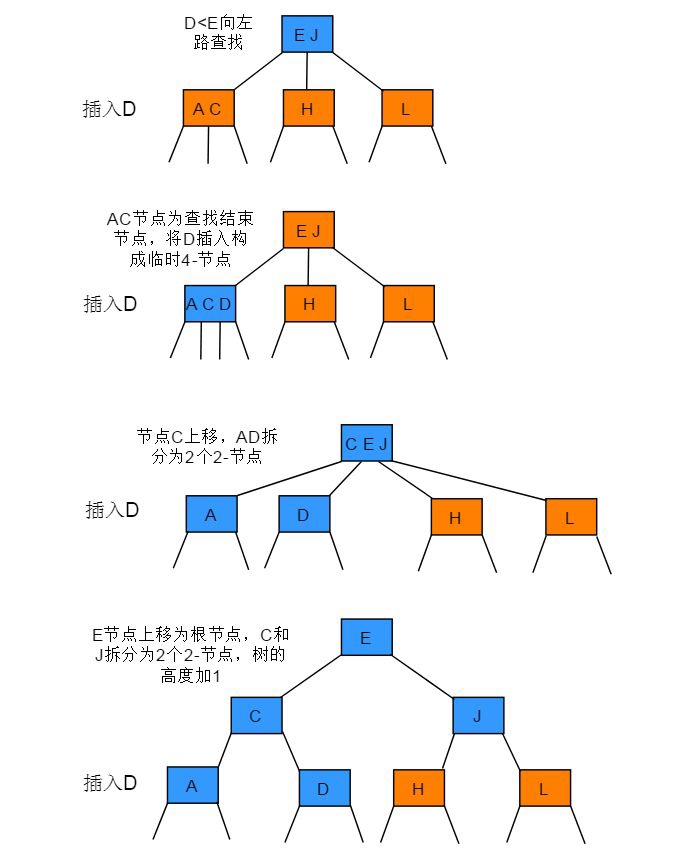 D<E向左
路查找
E J
插入D
A C
H
L
AC节点为查找结束
节点，将D插入构
成临时4-节点
E J
插入D
A C D
H
L
节点C上移，AD拆
分为2个2-节点
C E J
插入D
A
D
H
L
E节点上移为根节点，C和
J拆分为2个2-节点，树的
高度加1
E
C
J
插入D
A
D
H
L